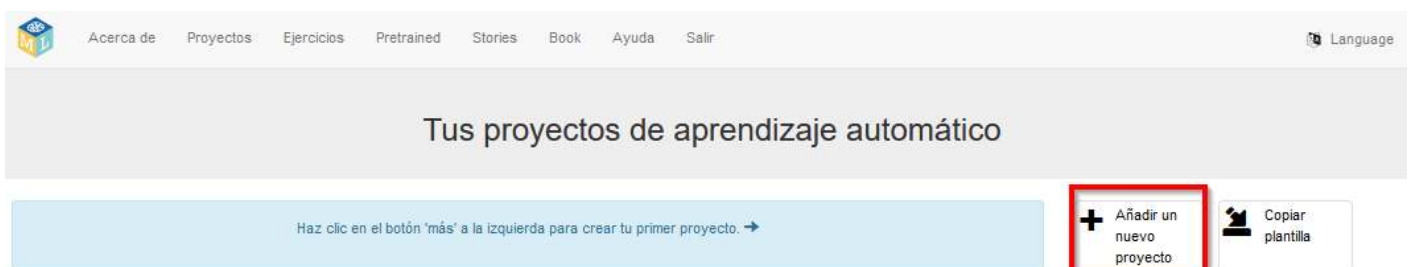 ML
Acerca de Proyectos Ejercicios Pretrained Stories Book Ayuda Salir Language
Tus proyectos de aprendizaje automático
Haz clic en el botón 'más' a la izquierda para crear tu primer proyecto.
Añadir un
nuevo
proyecto
Copiar
plantilla